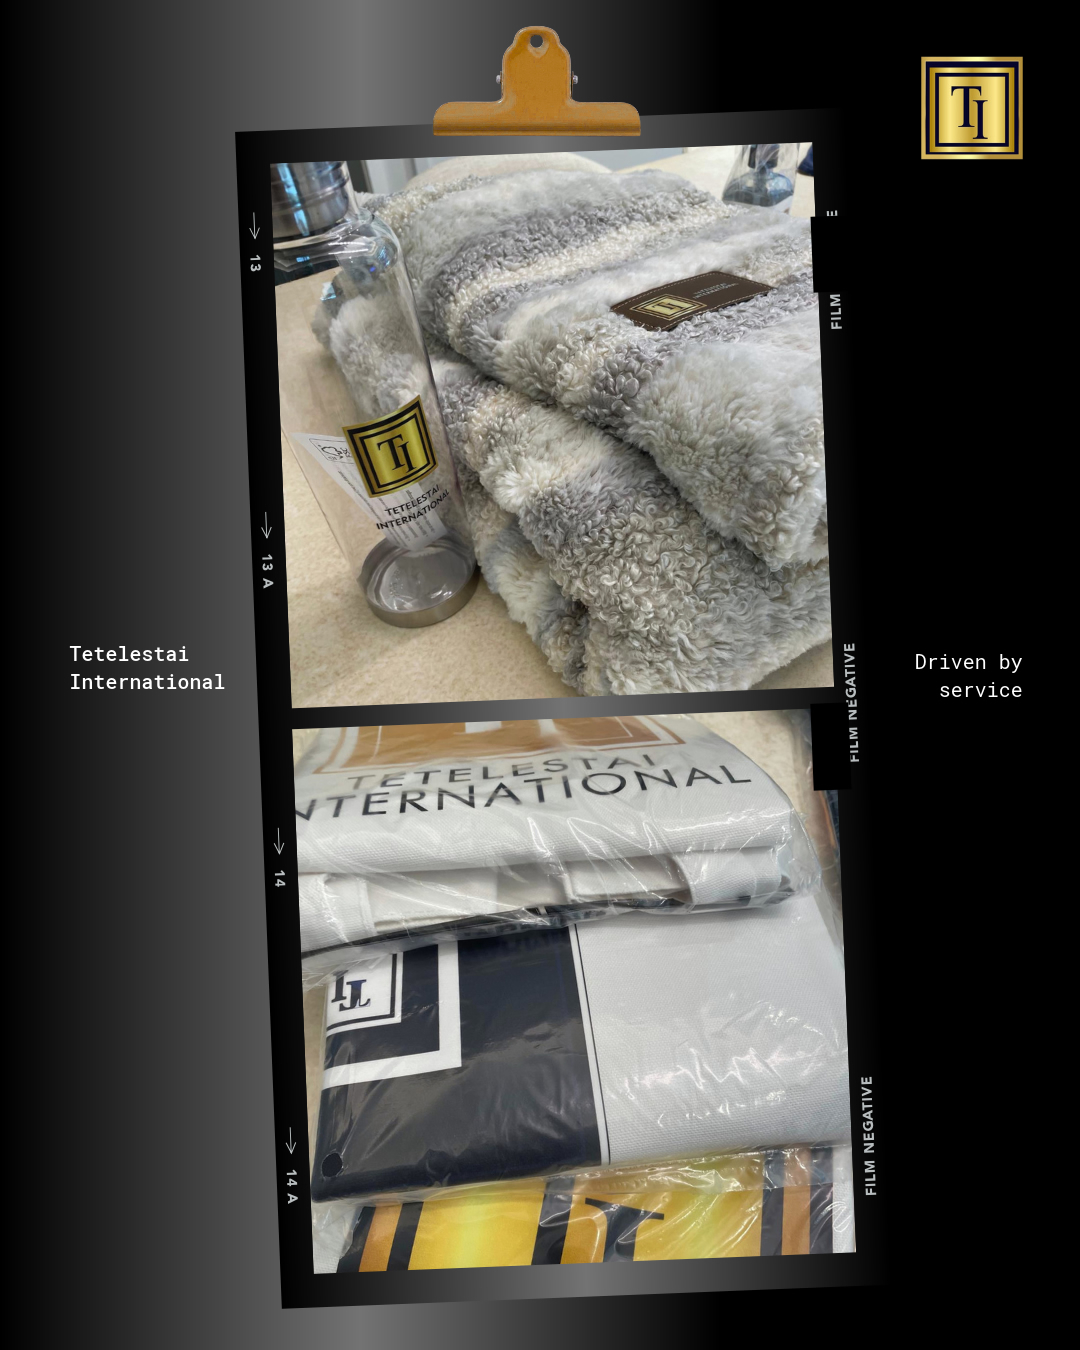 TI
E
13
FILM
TI
TETELESTAI
INTERNATIONAL
13 A
Tetelestai
International
Driven by
service
FILM NEGATIVE
TETELESTAI
NTERNATIONAL
14
TI
FILM NEGATIVE
14 A